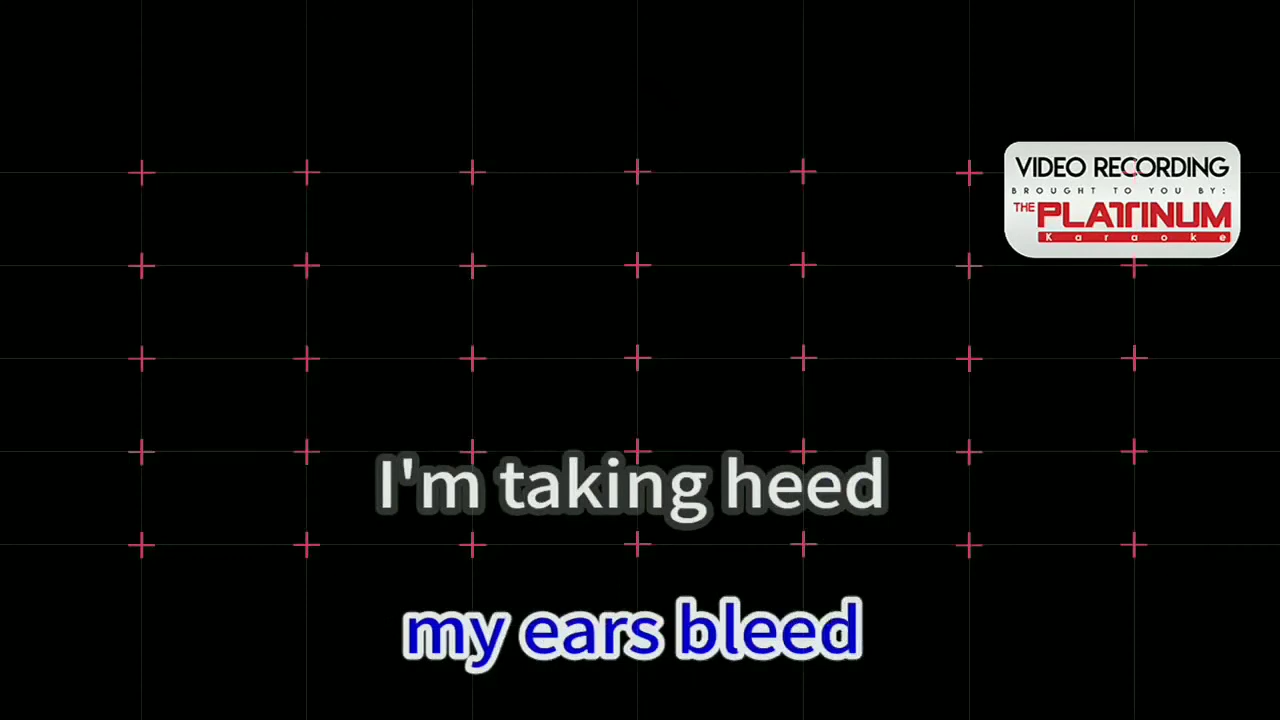 VIDEO RECORDING
BROUGHT TO YOU BY:
THE PLATINUM
Karaoke
I'm taking heed
my ears bleed